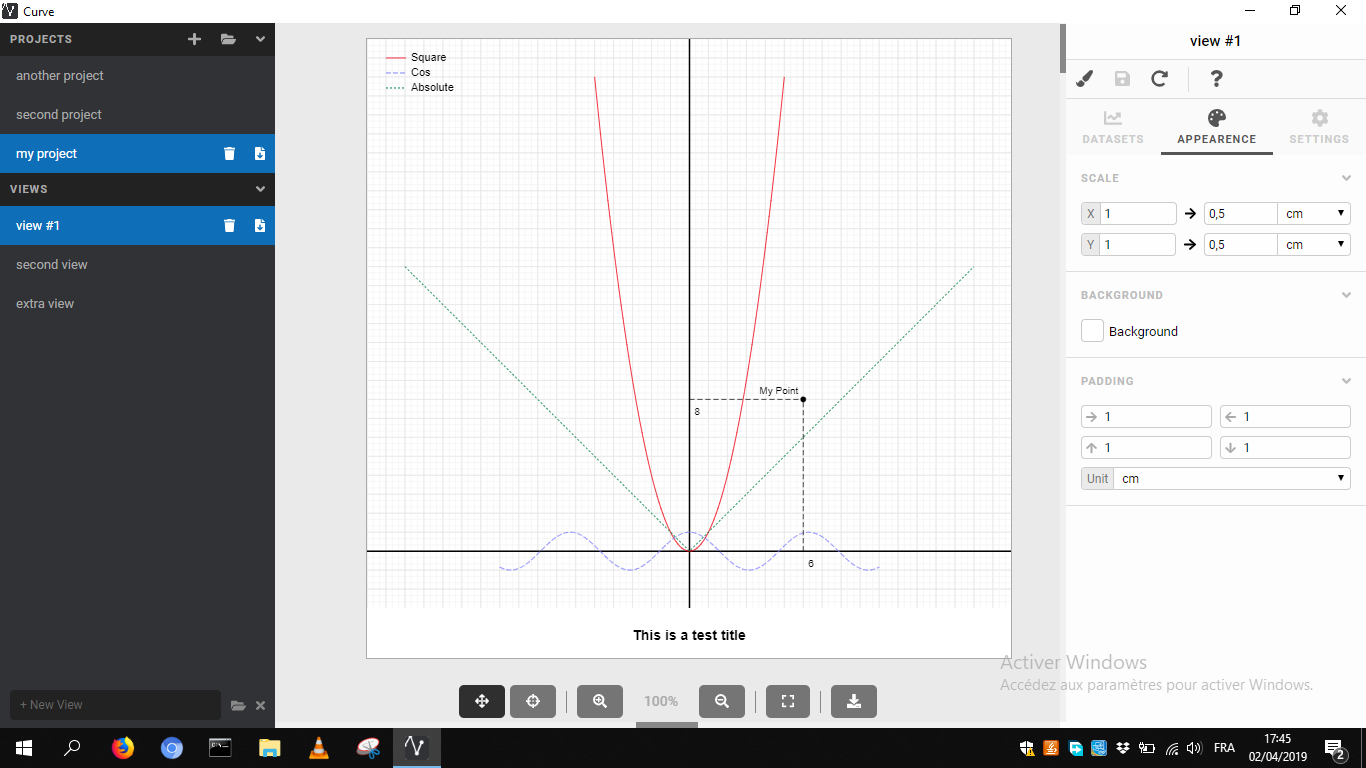 Curve
PROJECTS
another project
second project
my project
VIEWS
view #1
second view
extra view
+ New View
Square
Cos
Absolute
My Point
8
6
This is a test title
100%
view #1
?
DATASETS
APPEARENCE
SETTINGS
SCALE
X 1 0,5 cm
Y 1 0,5 cm
BACKGROUND
Background
PADDING
1 1
1 1
Unit cm
Activer Windows
Accédez aux paramètres pour activer Windows.
FRA
17:45
02/04/2019
2